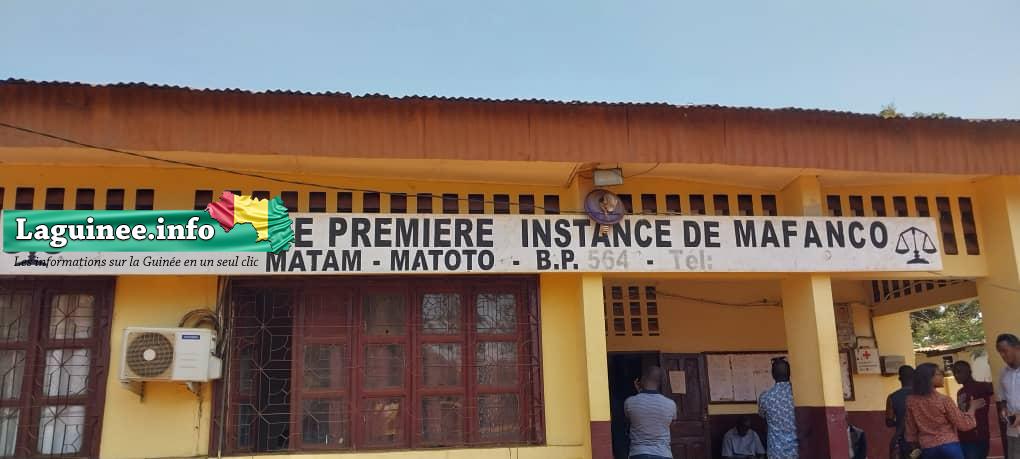 Laguinee.info
Les informations sur la Guinée en un seul clic
E PREMIERE INSTANCE DE MAFANCO
MATAM - MATOTO - B.P. 564 - Tel: